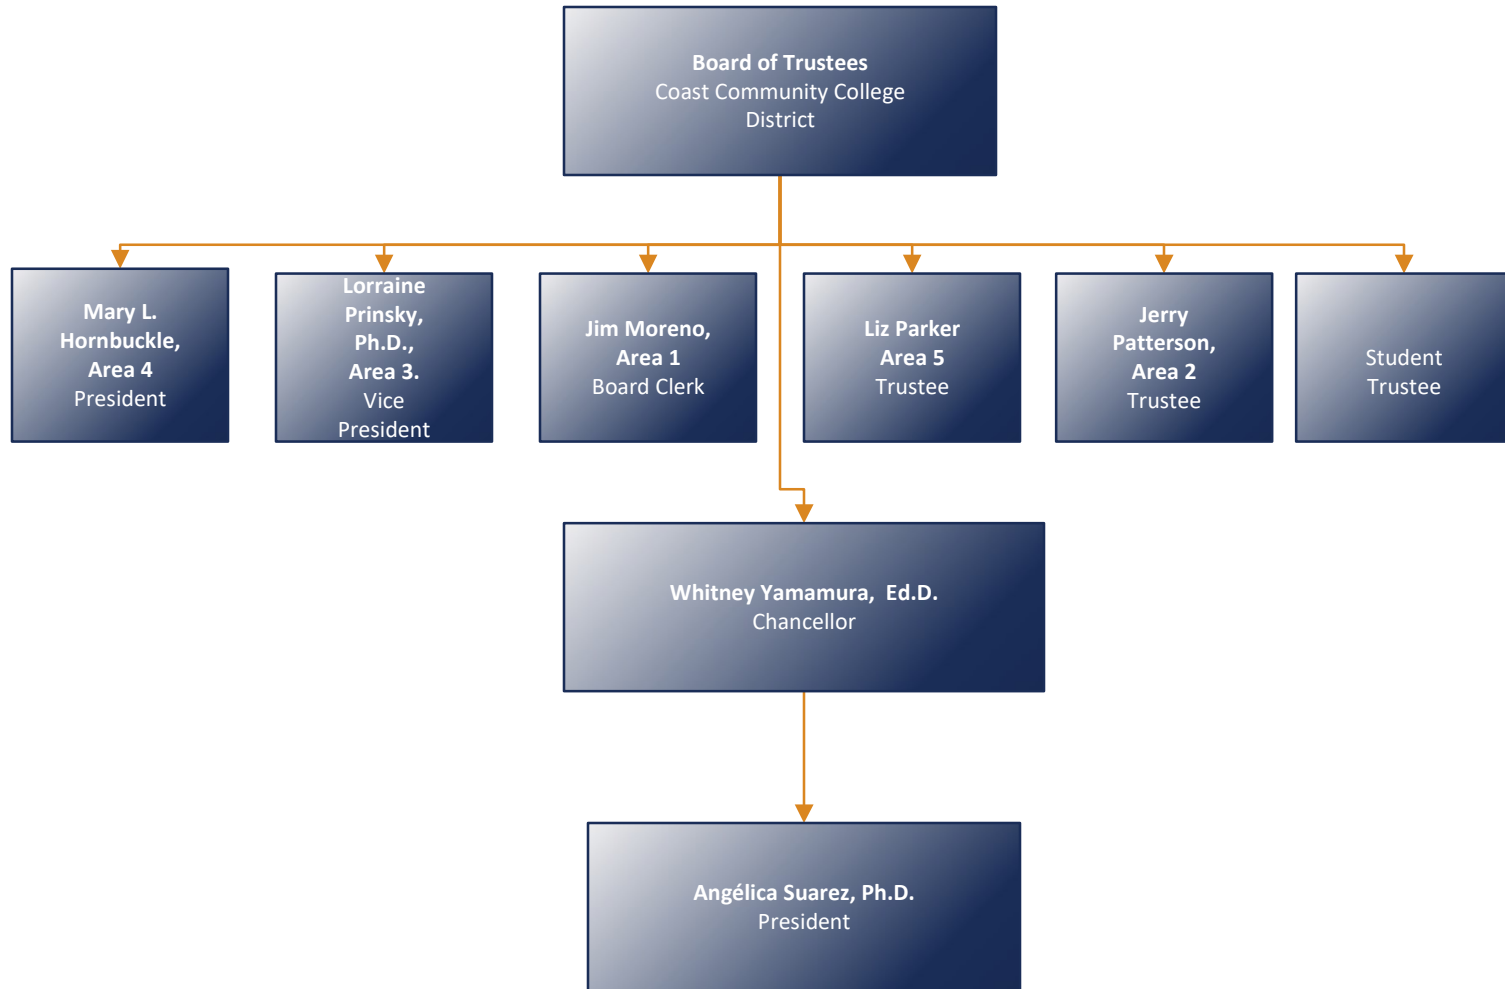 Board of Trustees
Coast Community College
District
Mary L.
Hornbuckle,
Area 4
President
Lorraine
Prinsky,
Ph.D.,
Area 3.
Vice
President
Jim Moreno,
Area 1
Board Clerk
Liz Parker
Area 5
Trustee
Jerry
Patterson,
Area 2
Trustee
Student
Trustee
Whitney Yamamura,  Ed.D.
Chancellor
Angélica Suarez, Ph.D.
President